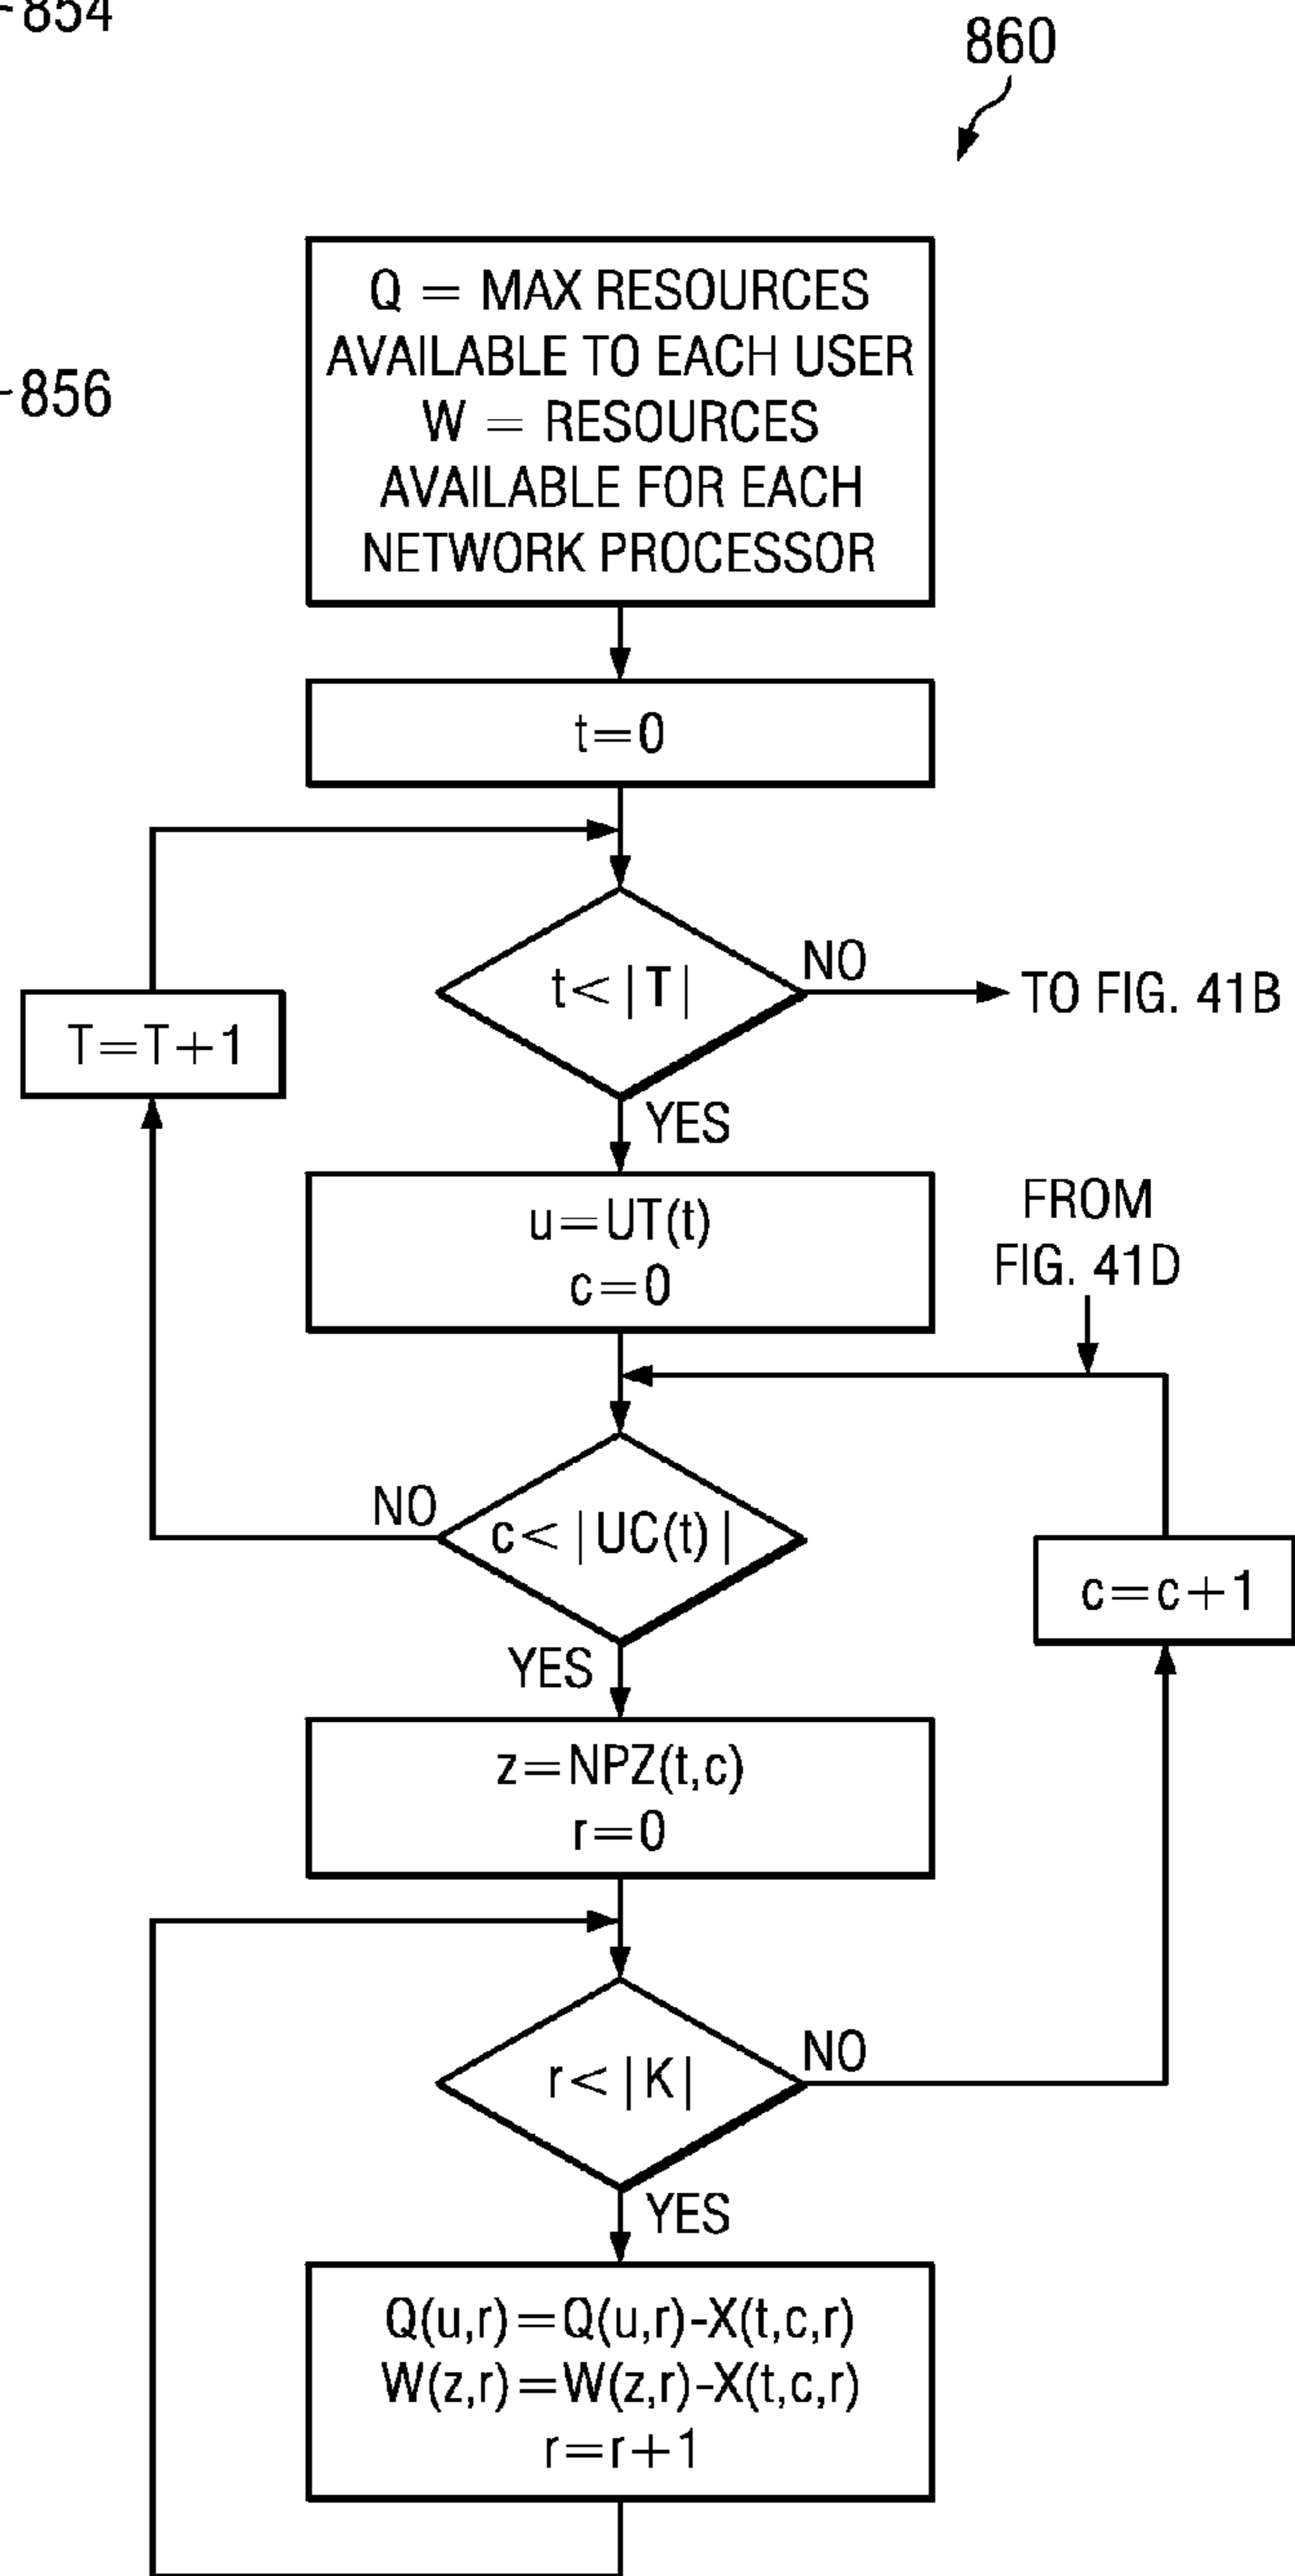 854
860
856
Q = MAX RESOURCES
AVAILABLE TO EACH USER
W = RESOURCES
AVAILABLE FOR EACH
NETWORK PROCESSOR
t=0
t<|T|
NO
TO FIG. 41B
T=T+1
YES
u=UT(t)
c=0
FROM
FIG. 41D
NO
c<|UC(t)|
c=c+1
YES
z=NPZ(t,c)
r=0
r<|K|
NO
YES
Q(u,r)=Q(u,r)-X(t,c,r)
W(z,r)=W(z,r)-X(t,c,r)
r=r+1